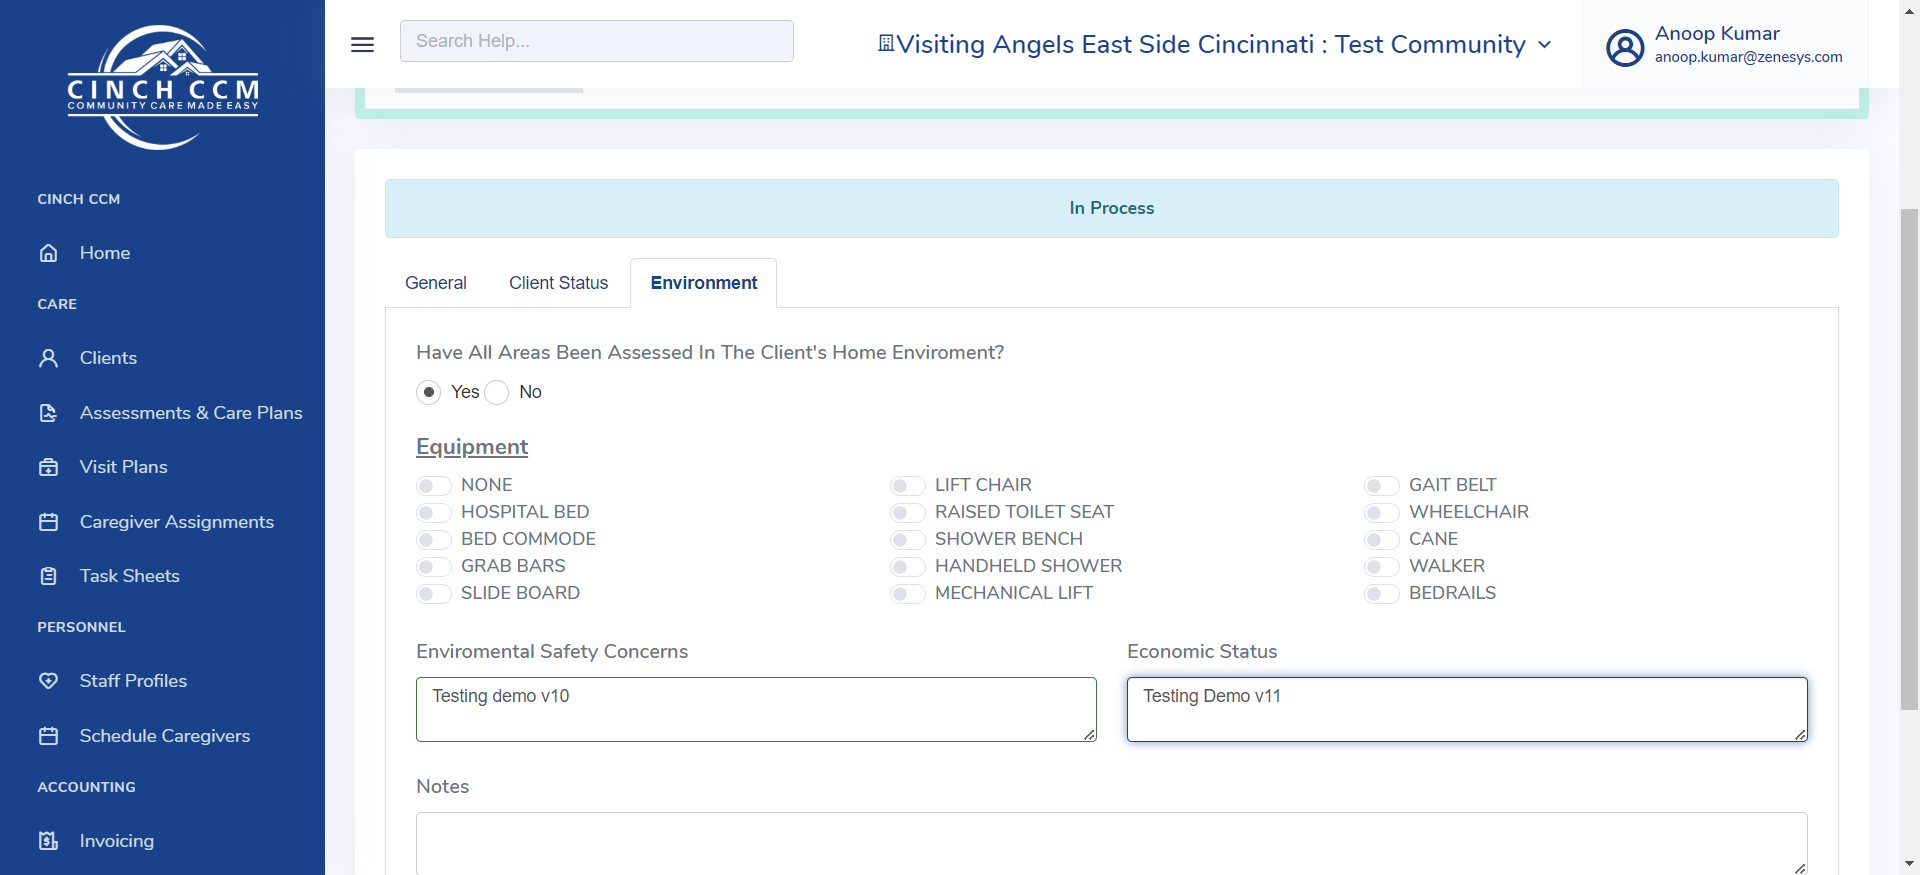 CINCH CCM
COMMUNITY CARE MADE EASY
Search Help...
Visiting Angels East Side Cincinnati : Test Community
Anoop Kumar
anoop.kumar@zenesys.com
CINCH CCM
Home
CARE
Clients
Assessments & Care Plans
Visit Plans
Caregiver Assignments
Task Sheets
PERSONNEL
Staff Profiles
Schedule Caregivers
ACCOUNTING
Invoicing
In Process
General
Client Status
Environment
Have All Areas Been Assessed In The Client's Home Enviroment?
Yes No
Equipment
NONE
HOSPITAL BED
BED COMMODE
GRAB BARS
SLIDE BOARD
LIFT CHAIR
RAISED TOILET SEAT
SHOWER BENCH
HANDHELD SHOWER
MECHANICAL LIFT
GAIT BELT
WHEELCHAIR
CANE
WALKER
BEDRAILS
Enviromental Safety Concerns
Testing demo v10
Economic Status
Testing Demo v11
Notes